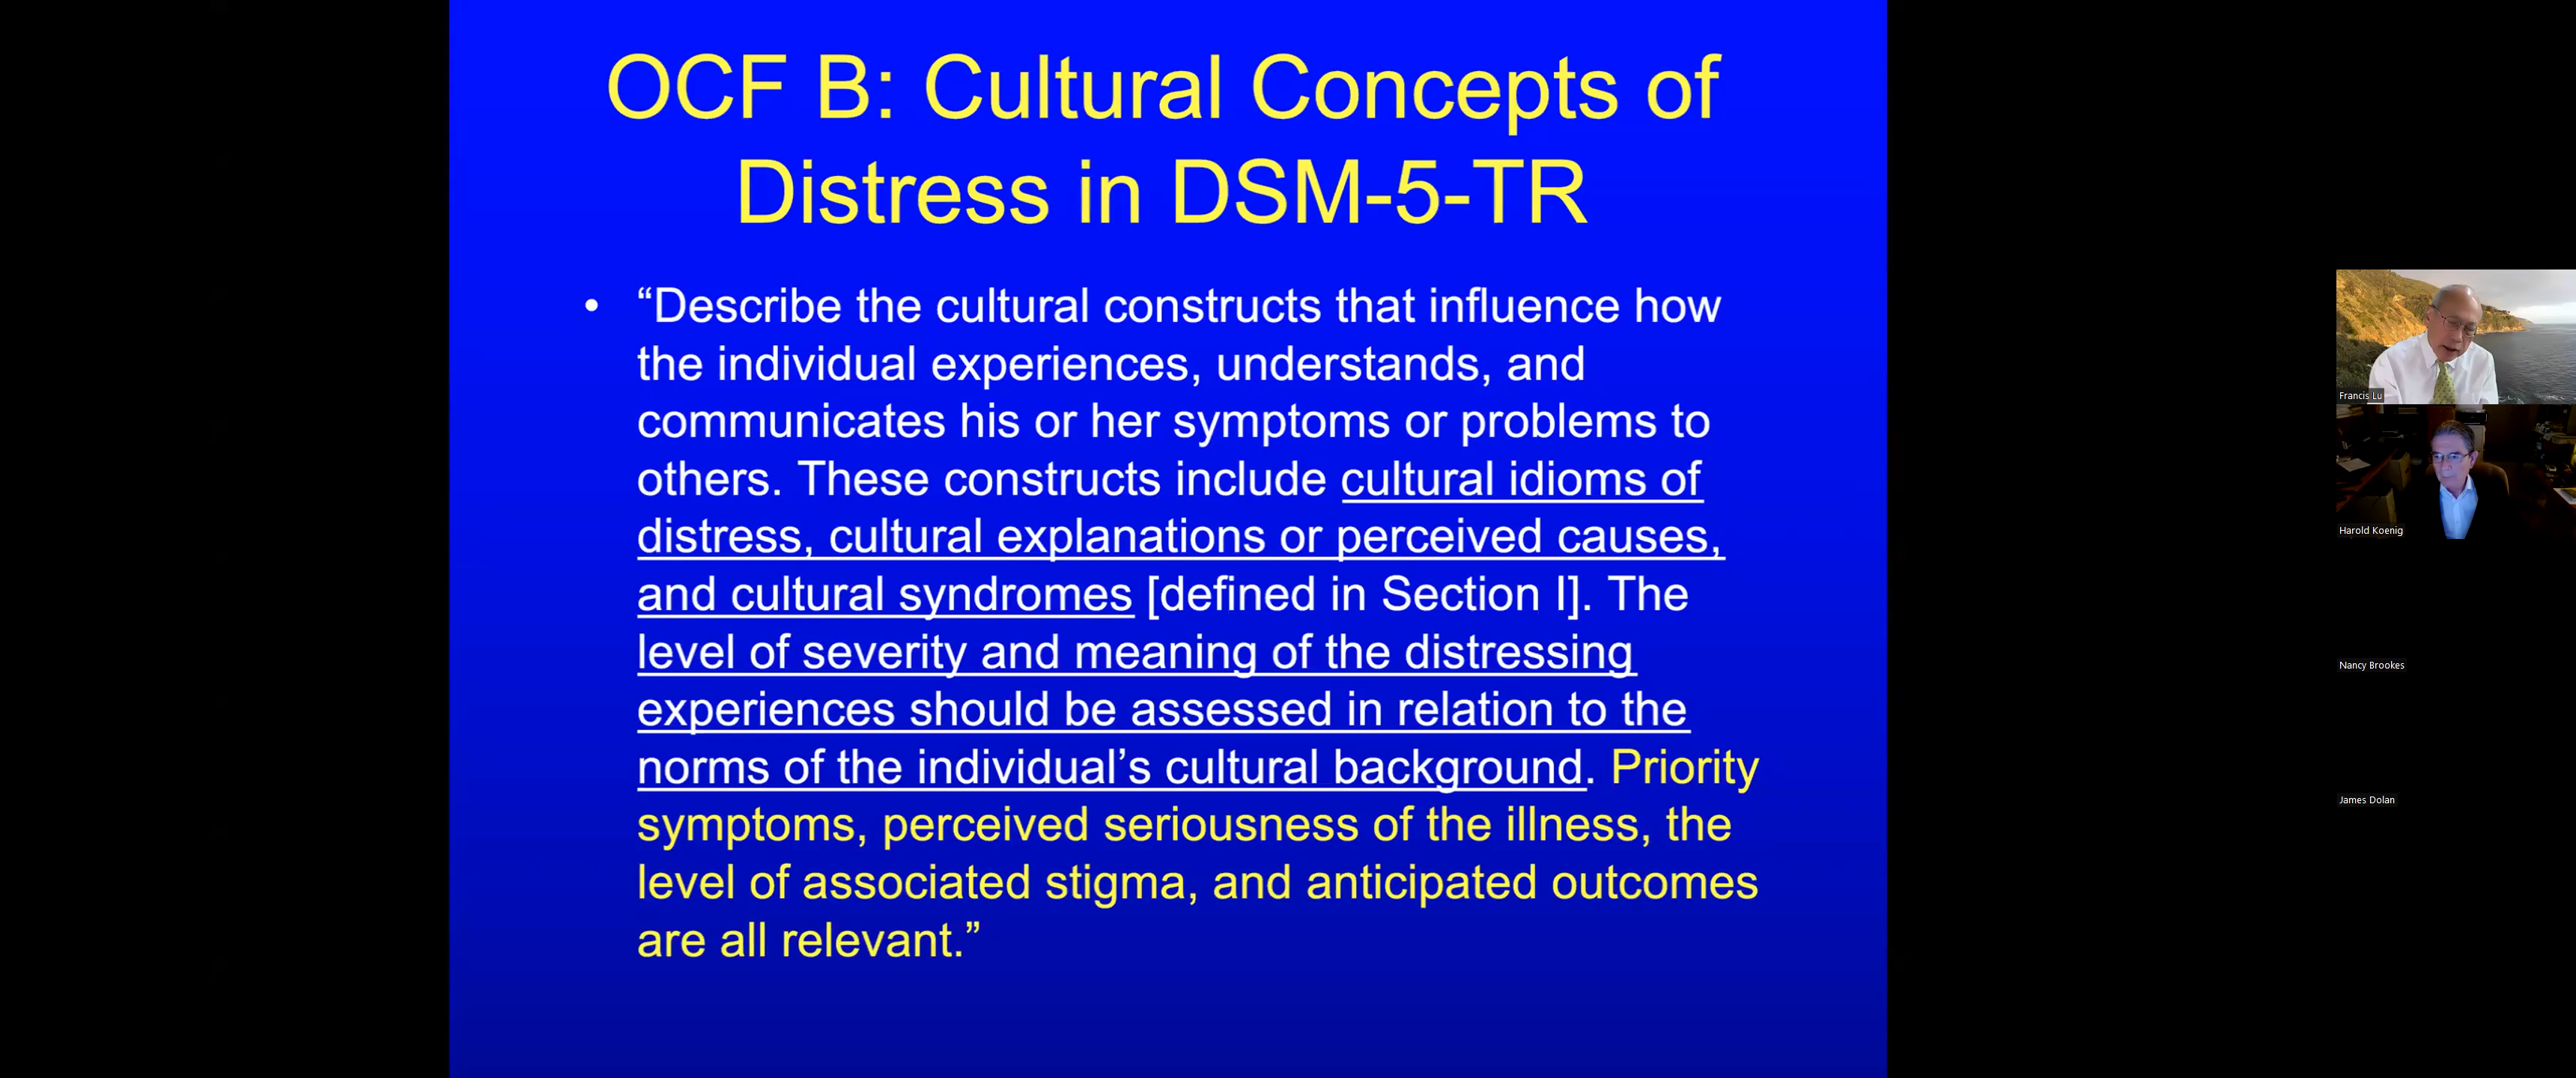 OCF B: Cultural Concepts of
Distress in DSM-5-TR
• “Describe the cultural constructs that influence how
the individual experiences, understands, and
communicates his or her symptoms or problems to
others. These constructs include cultural idioms of
distress, cultural explanations or perceived causes,
and cultural syndromes [defined in Section I]. The
level of severity and meaning of the distressing
experiences should be assessed in relation to the
norms of the individual’s cultural background. Priority
symptoms, perceived seriousness of the illness, the
level of associated stigma, and anticipated outcomes
are all relevant.”
Francis Lu
Harold Koenig
Nancy Brookes
James Dolan